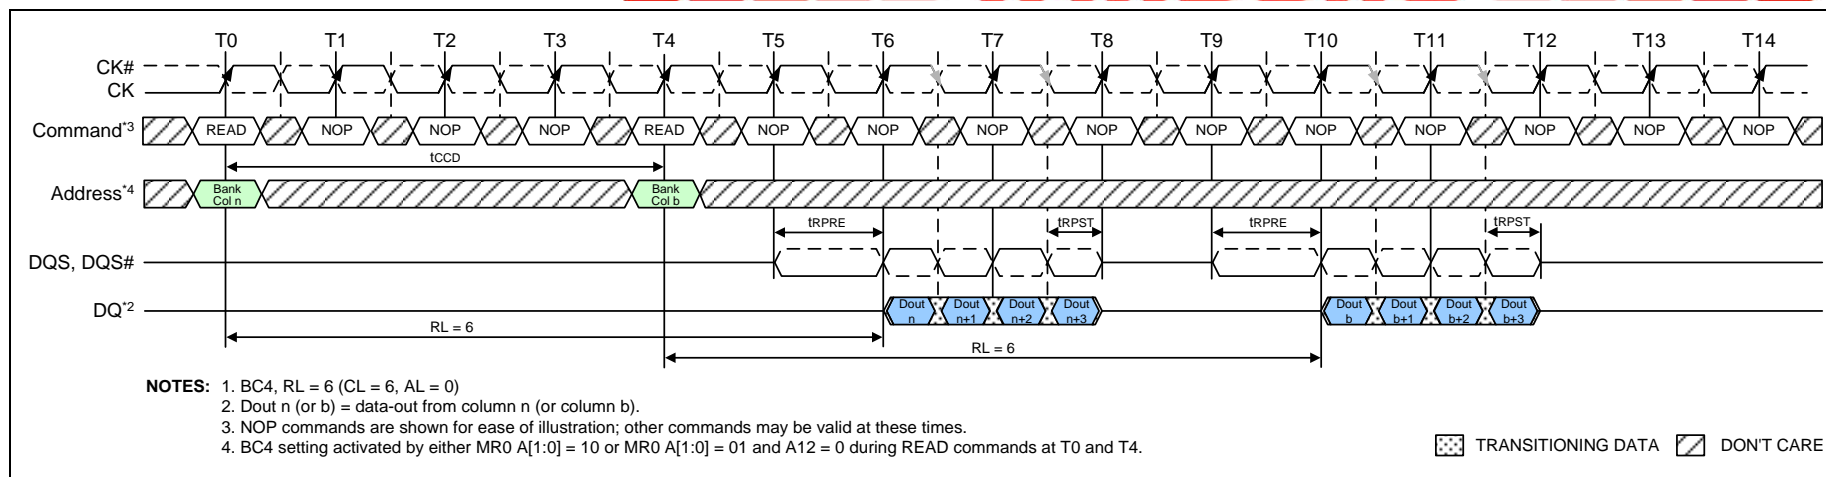 T0 T1 T2 T3 T4 T5 T6 T7 T8 T9 T10 T11 T12 T13 T14
CK#
CK
Command*3 READ NOP NOP NOP READ NOP NOP NOP NOP NOP NOP NOP NOP NOP NOP
tCCD
Address*4 Bank Col n Bank Col b
tRPRE tRPST tRPRE tRPST
DQS, DQS#
DQ*2 Dout n Dout n+1 Dout n+2 Dout n+3 Dout b Dout b+1 Dout b+2 Dout b+3
RL = 6
RL = 6
NOTES: 1. BC4, RL = 6 (CL = 6, AL = 0)
2. Dout n (or b) = data-out from column n (or column b).
3. NOP commands are shown for ease of illustration; other commands may be valid at these times.
4. BC4 setting activated by either MR0 A[1:0] = 10 or MR0 A[1:0] = 01 and A12 = 0 during READ commands at T0 and T4.
TRANSITIONING DATA DON'T CARE